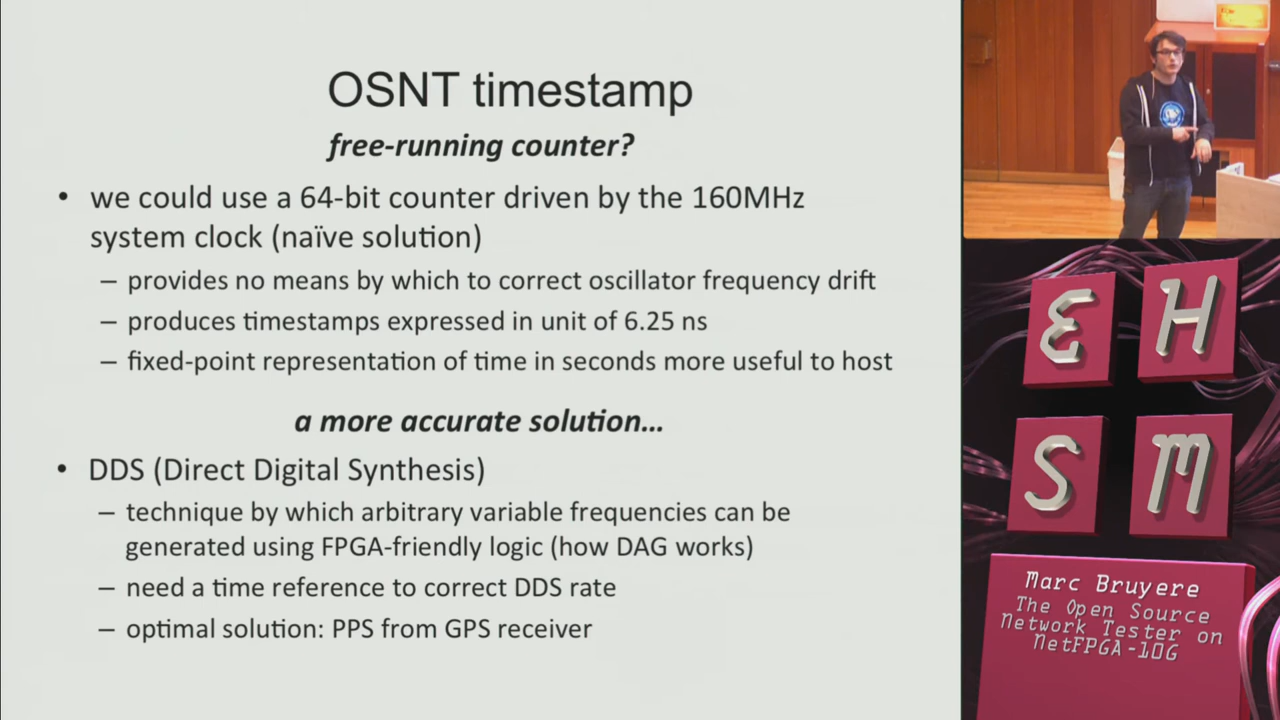 OSNT timestamp
free-running counter?
• we could use a 64-bit counter driven by the 160MHz
system clock (naïve solution)
– provides no means by which to correct oscillator frequency drift
– produces timestamps expressed in unit of 6.25 ns
– fixed-point representation of time in seconds more useful to host
a more accurate solution...
• DDS (Direct Digital Synthesis)
– technique by which arbitrary variable frequencies can be
generated using FPGA-friendly logic (how DAG works)
– need a time reference to correct DDS rate
– optimal solution: PPS from GPS receiver
E H
S M
Marc Bruyere
The Open Source
Network Tester on
NetFPGA-10G